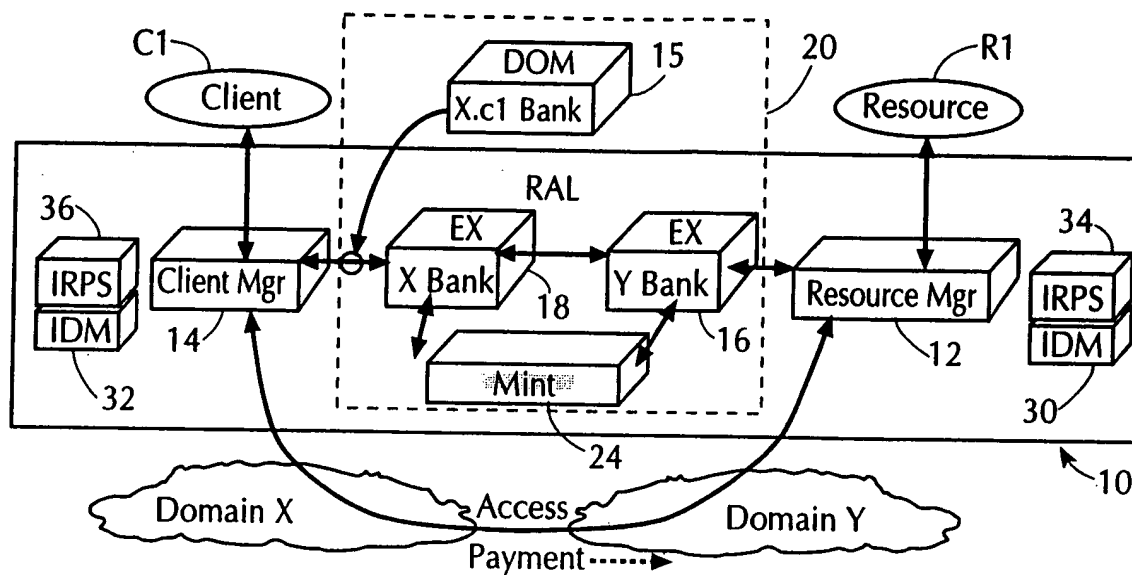 C1
Client
DOM
X.c1 Bank
15
20
R1
Resource
RAL
36
IRPS
IDM
32
Client Mgr
14
EX
X Bank
18
EX
Y Bank
16
Resource Mgr
12
34
IRPS
IDM
30
Mint
24
10
Domain X
Access
Domain Y
Payment